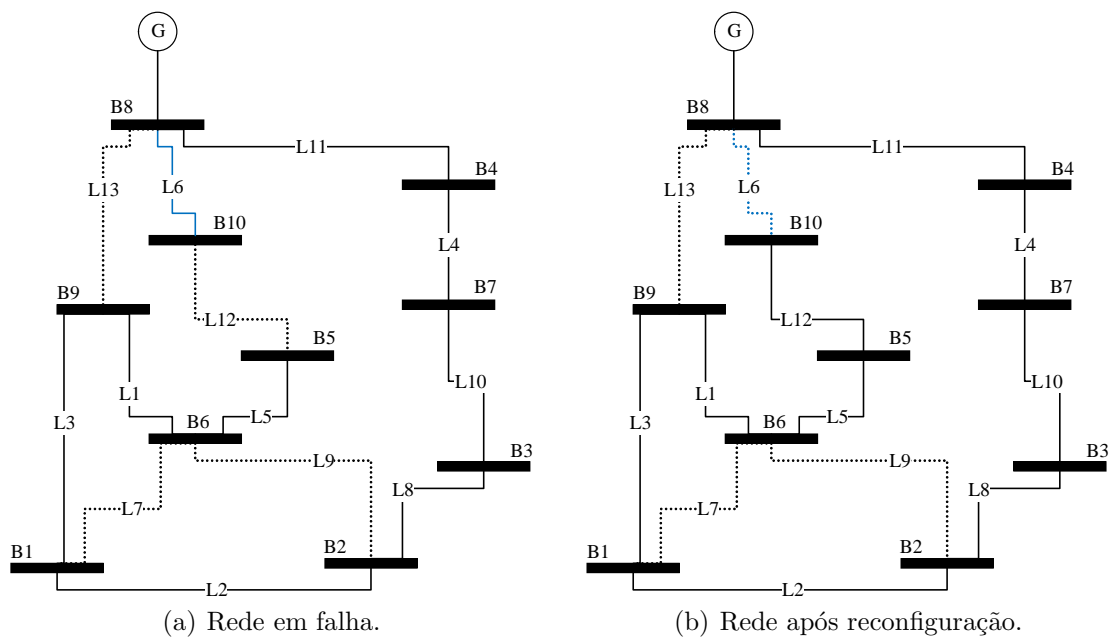 G
B8
L11
B4
L13
L6
B10
L4
B9
B7
L12
B5
L10
L1
L3
B6
L5
L9
B3
L7
L8
B1
B2
L2
(a) Rede em falha.
G
B8
L11
B4
L13
L6
B10
L4
B9
B7
L12
B5
L10
L1
L3
B6
L5
L9
B3
L7
L8
B1
B2
L2
(b) Rede após reconfiguração.